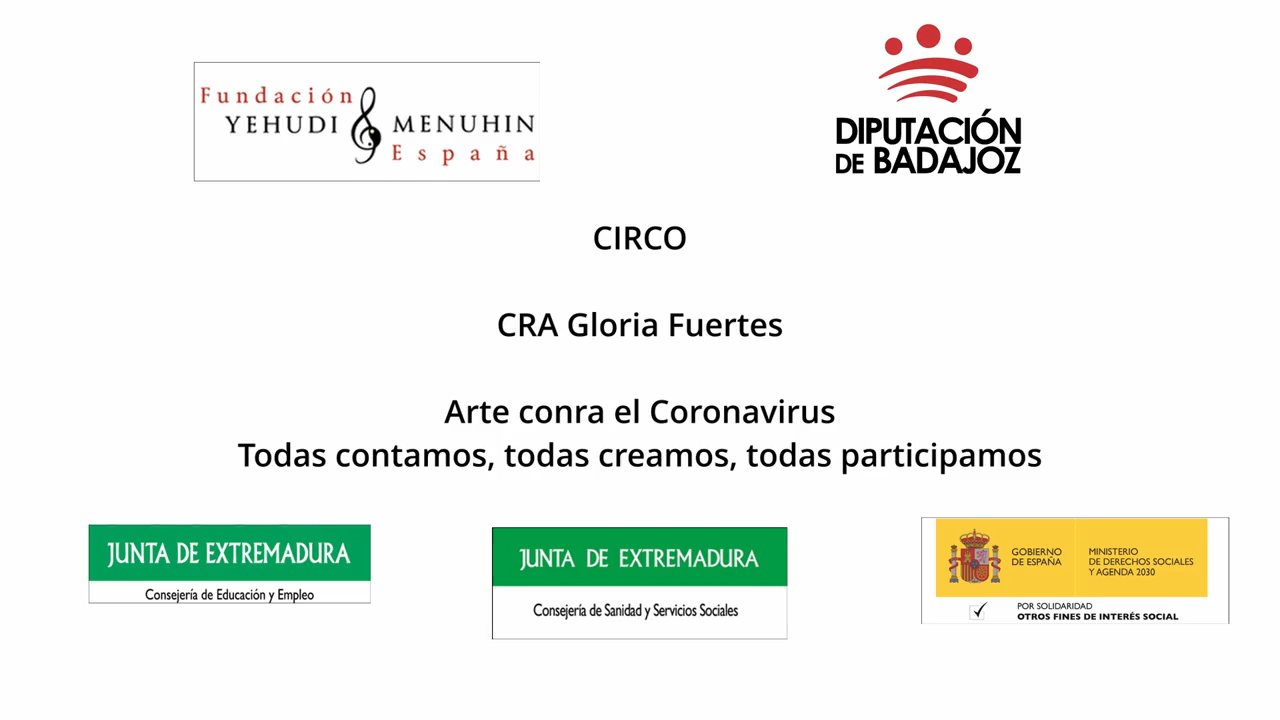 Fundación
YEHUDI MENUHIN
España
DIPUTACIÓN
DE BADAJOZ
CIRCO
CRA Gloria Fuertes
Arte conra el Coronavirus
Todas contamos, todas creamos, todas participamos
JUNTA DE EXTREMADURA
Consejería de Educación y Empleo
JUNTA DE EXTREMADURA
Consejería de Sanidad y Servicios Sociales
GOBIERNO
DE ESPAÑA
MINISTERIO
DE DERECHOS SOCIALES
Y AGENDA 2030
POR SOLIDARIDAD
OTROS FINES DE INTERÉS SOCIAL